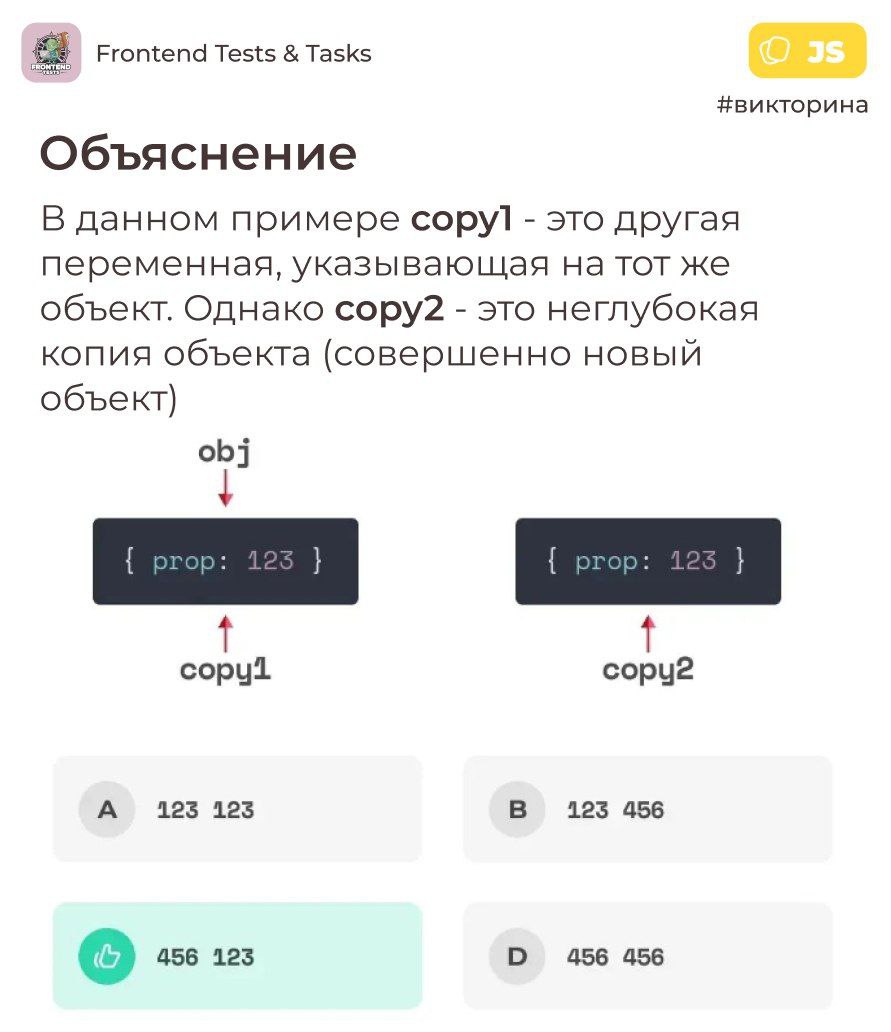 FRONTEND
TESTS
Frontend Tests & Tasks
JS
#викторина
Объяснение
В данном примере copy1 - это другая
переменная, указывающая на тот же
объект. Однако copy2 - это неглубокая
копия объекта (совершенно новый
объект)
obj
{ prop: 123 }
{ prop: 123 }
copy1
copy2
A 123 123
B 123 456
456 123
D 456 456